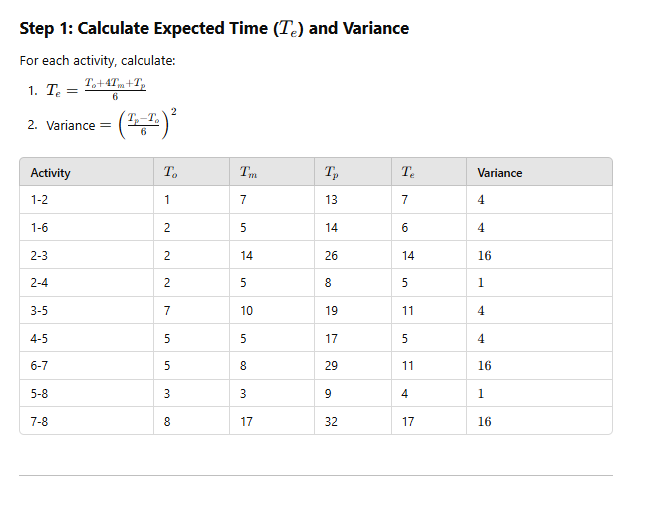 Step 1: Calculate Expected Time (Tₑ) and Variance
For each activity, calculate:
1. Tₑ = (Tₒ+4Tₘ+Tₚ)/6
2. Variance = ((Tₚ−Tₒ)/6)²
Activity Tₒ Tₘ Tₚ Tₑ Variance
1-2 1 7 13 7 4
1-6 2 5 14 6 4
2-3 2 14 26 14 16
2-4 2 5 8 5 1
3-5 7 10 19 11 4
4-5 5 5 17 5 4
6-7 5 8 29 11 16
5-8 3 3 9 4 1
7-8 8 17 32 17 16